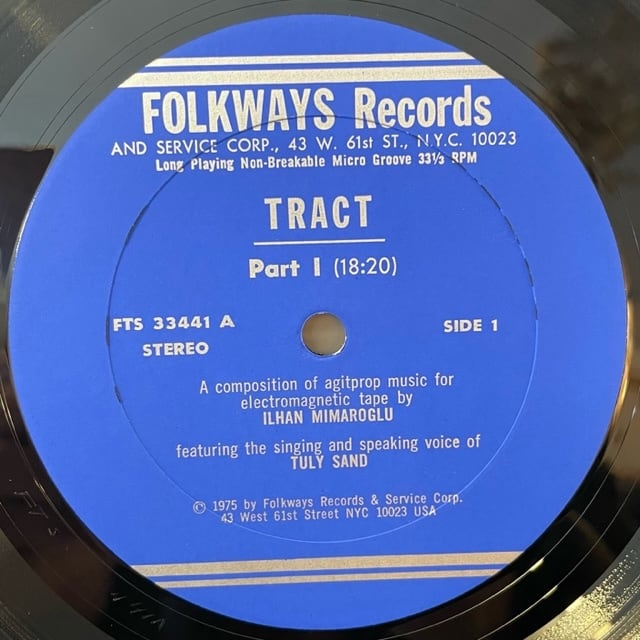 FOLKWAYS Records
AND SERVICE CORP., 43 W. 61st ST., N.Y.C. 10023
Long Playing Non-Breakable Micro Groove 33⅓ RPM
TRACT
Part I (18:20)
FTS 33441 A
SIDE 1
STEREO
A composition of agitprop music for
electromagnetic tape by
ILHAN MIMAROGLU
featuring the singing and speaking voice of
TULY SAND
© 1975 by Folkways Records & Service Corp.
43 West 61st Street NYC 10023 USA